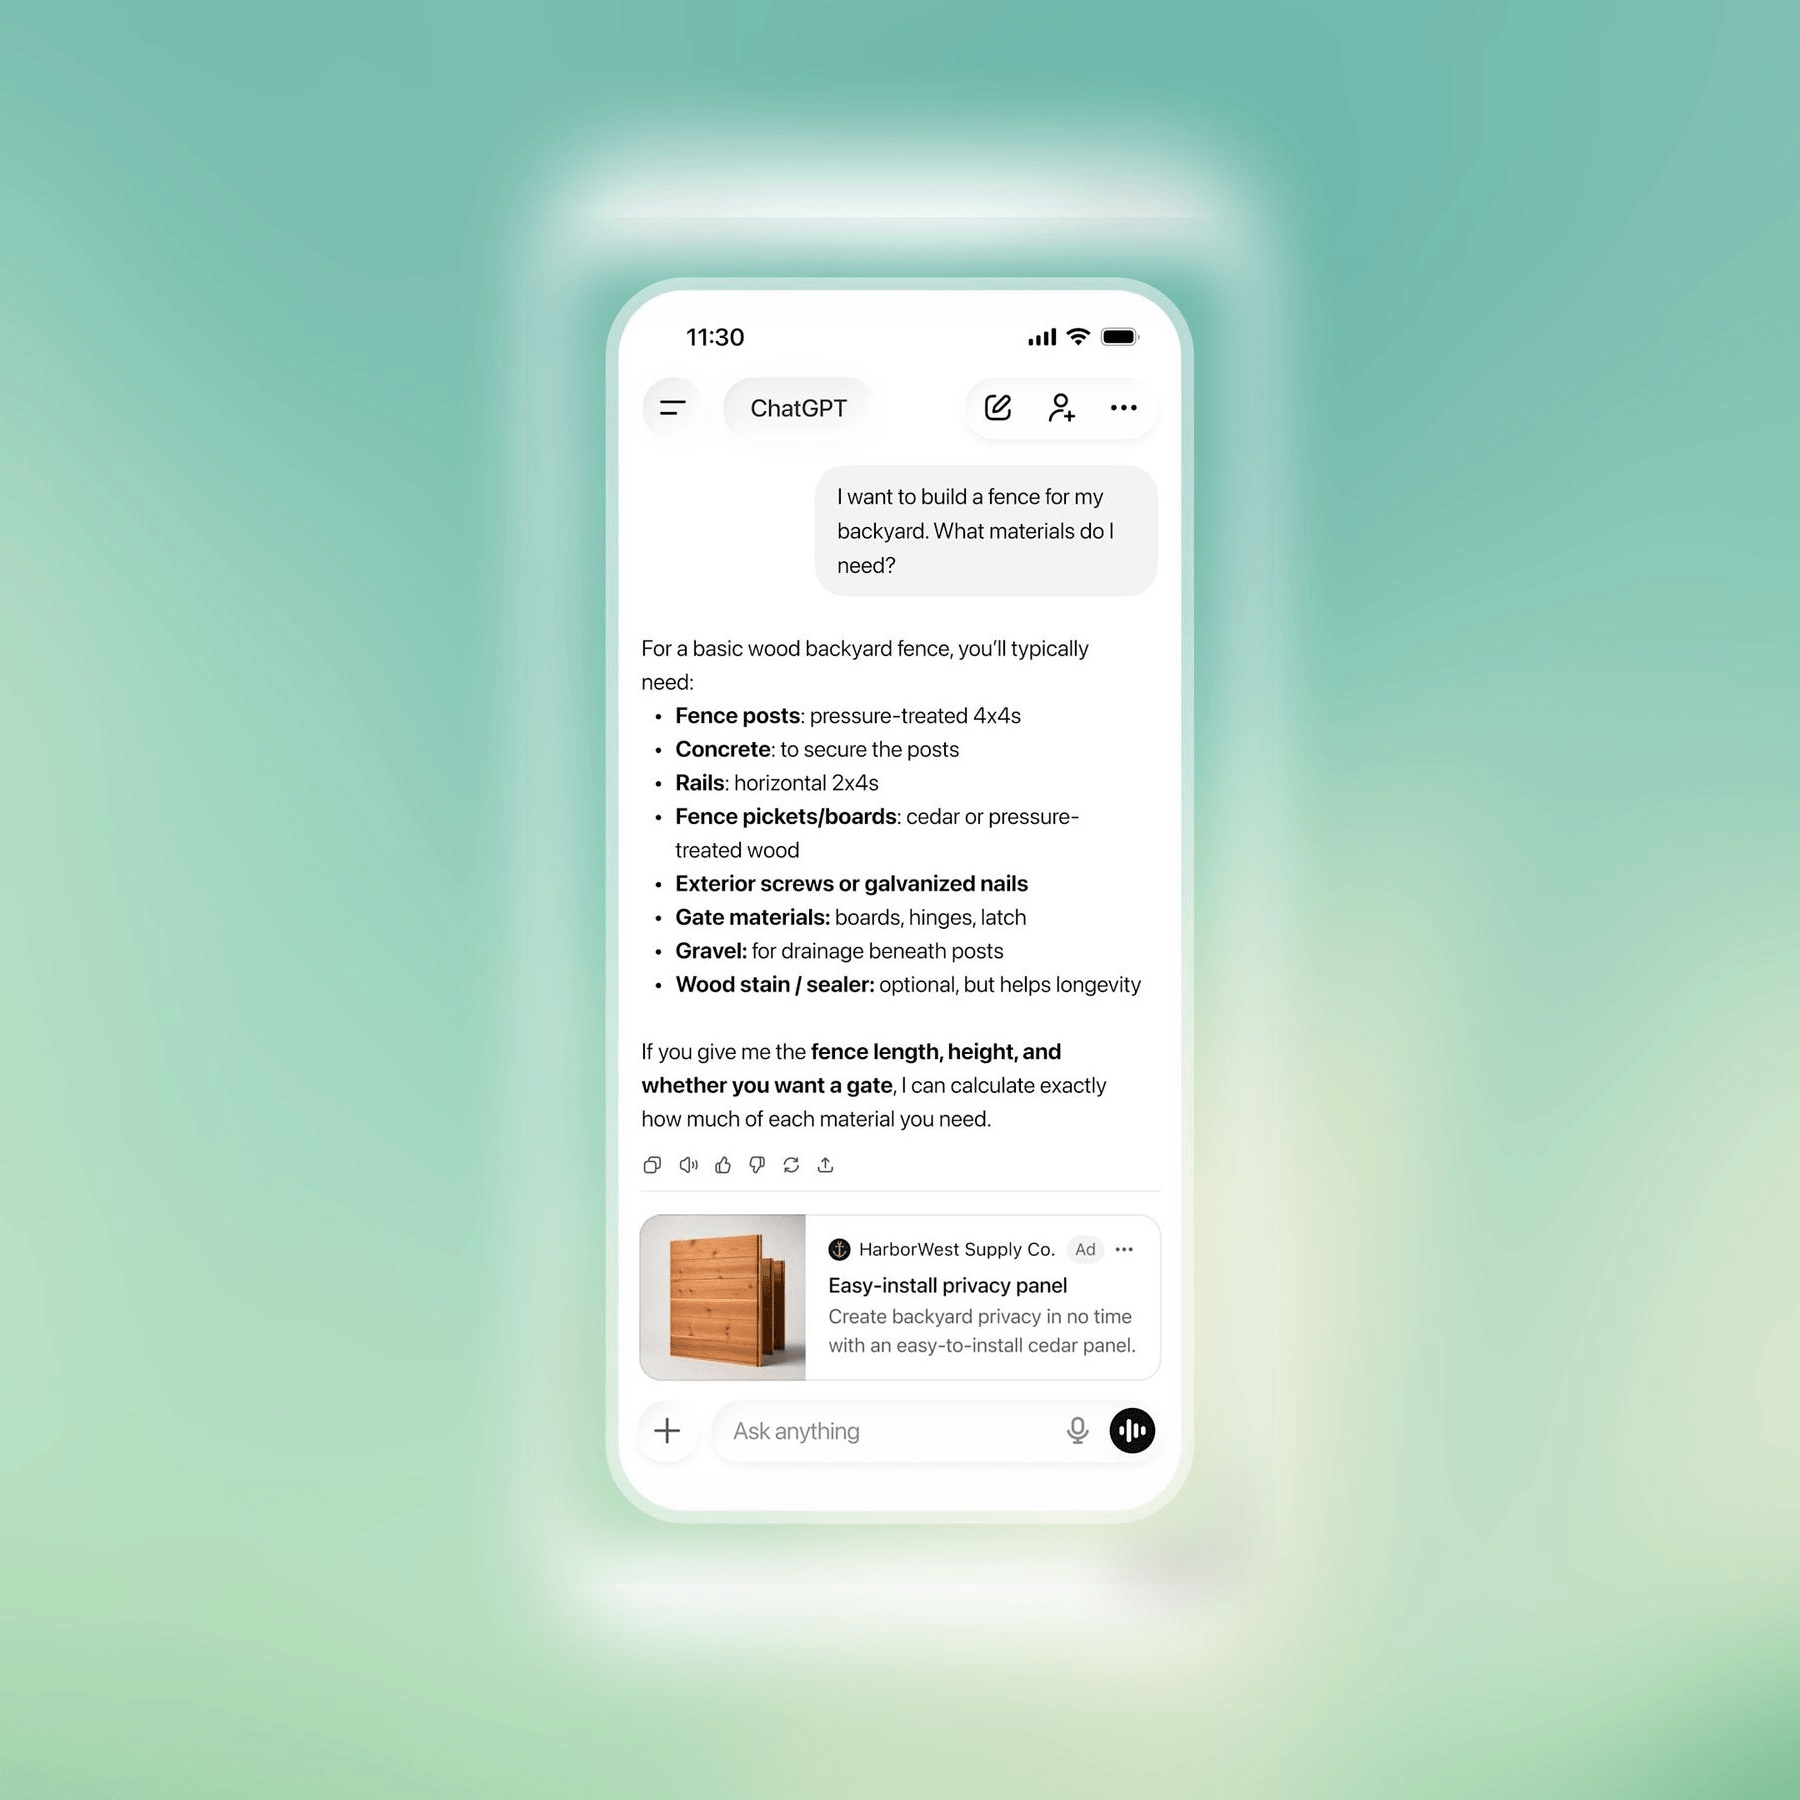 11:30
ChatGPT
I want to build a fence for my
backyard. What materials do I
need?
For a basic wood backyard fence, you’ll typically
need:
• Fence posts: pressure-treated 4x4s
• Concrete: to secure the posts
• Rails: horizontal 2x4s
• Fence pickets/boards: cedar or pressure-
treated wood
• Exterior screws or galvanized nails
• Gate materials: boards, hinges, latch
• Gravel: for drainage beneath posts
• Wood stain / sealer: optional, but helps longevity
If you give me the fence length, height, and
whether you want a gate, I can calculate exactly
how much of each material you need.
HarborWest Supply Co. Ad
Easy-install privacy panel
Create backyard privacy in no time
with an easy-to-install cedar panel.
Ask anything